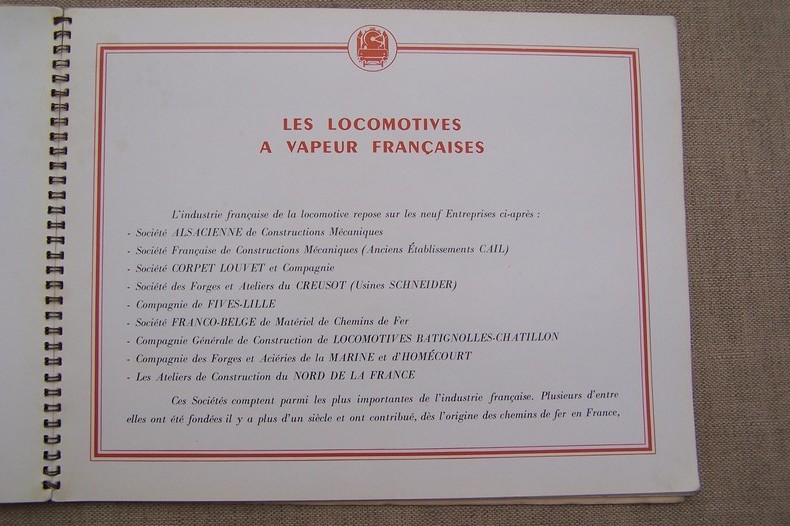 LES LOCOMOTIVES
A VAPEUR FRANÇAISES
L'industrie française de la locomotive repose sur les neuf Entreprises ci-après :
- Société ALSACIENNE de Constructions Mécaniques
- Société Française de Constructions Mécaniques (Anciens Établissements CAIL)
- Société CORPET LOUVET et Compagnie
- Société des Forges et Ateliers du CREUSOT (Usines SCHNEIDER)
- Compagnie de FIVES-LILLE
- Société FRANCO-BELGE de Matériel de Chemins de Fer
- Compagnie Générale de Construction de LOCOMOTIVES BATIGNOLLES-CHATILLON
- Compagnie des Forges et Aciéries de la MARINE et d'HOMÉCOURT
- Les Ateliers de Construction du NORD DE LA FRANCE
Ces Sociétés comptent parmi les plus importantes de l'industrie française. Plusieurs d'entre
elles ont été fondées il y a plus d'un siècle et ont contribué, dès l'origine des chemins de fer en France,